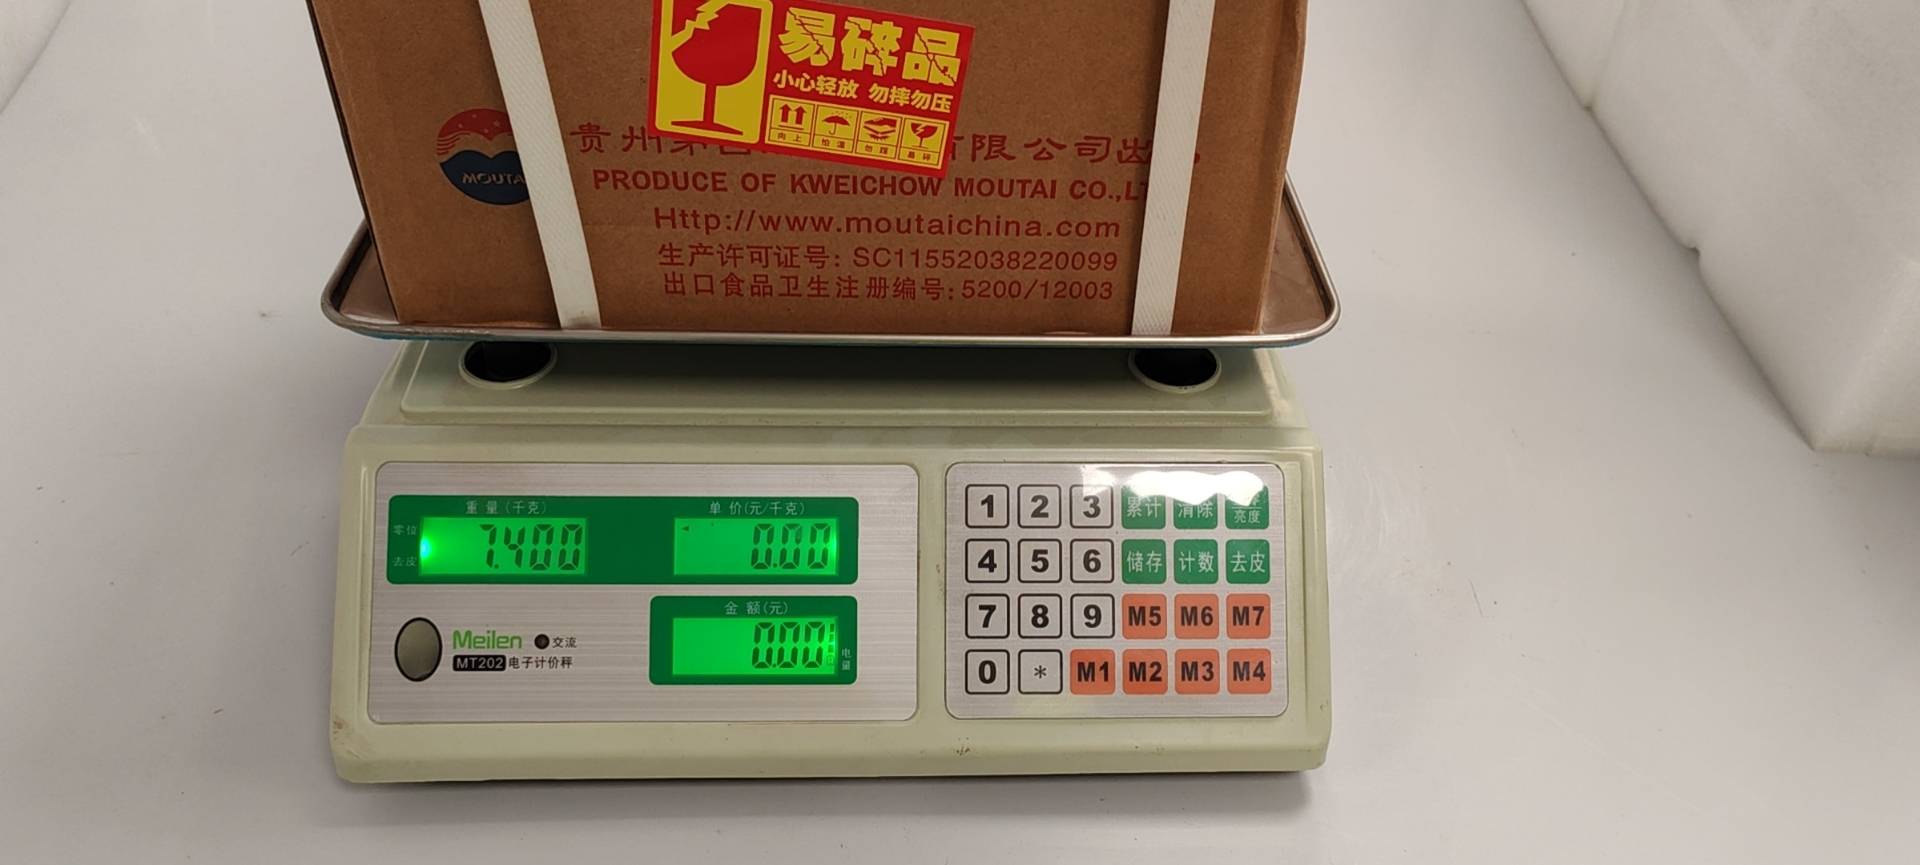 易碎品
小心轻放 勿摔勿压
向上 怕湿 勿踩 易碎
MOUTA
贵州 有限公司出
PRODUCE OF KWEICHOW MOUTAI CO.,LT
Http://www.moutaichina.com
生产许可证号: SC11552038220099
出口食品卫生注册编号: 5200/12003
重量(千克) 单价(元/千克)
零位
去皮
7.400 0.00
金额(元)
0.00
电量
Meilen 交流
MT202 电子计价秤
1 2 3 累计 清除 亮度
4 5 6 储存 计数 去皮
7 8 9 M5 M6 M7
0 * M1 M2 M3 M4